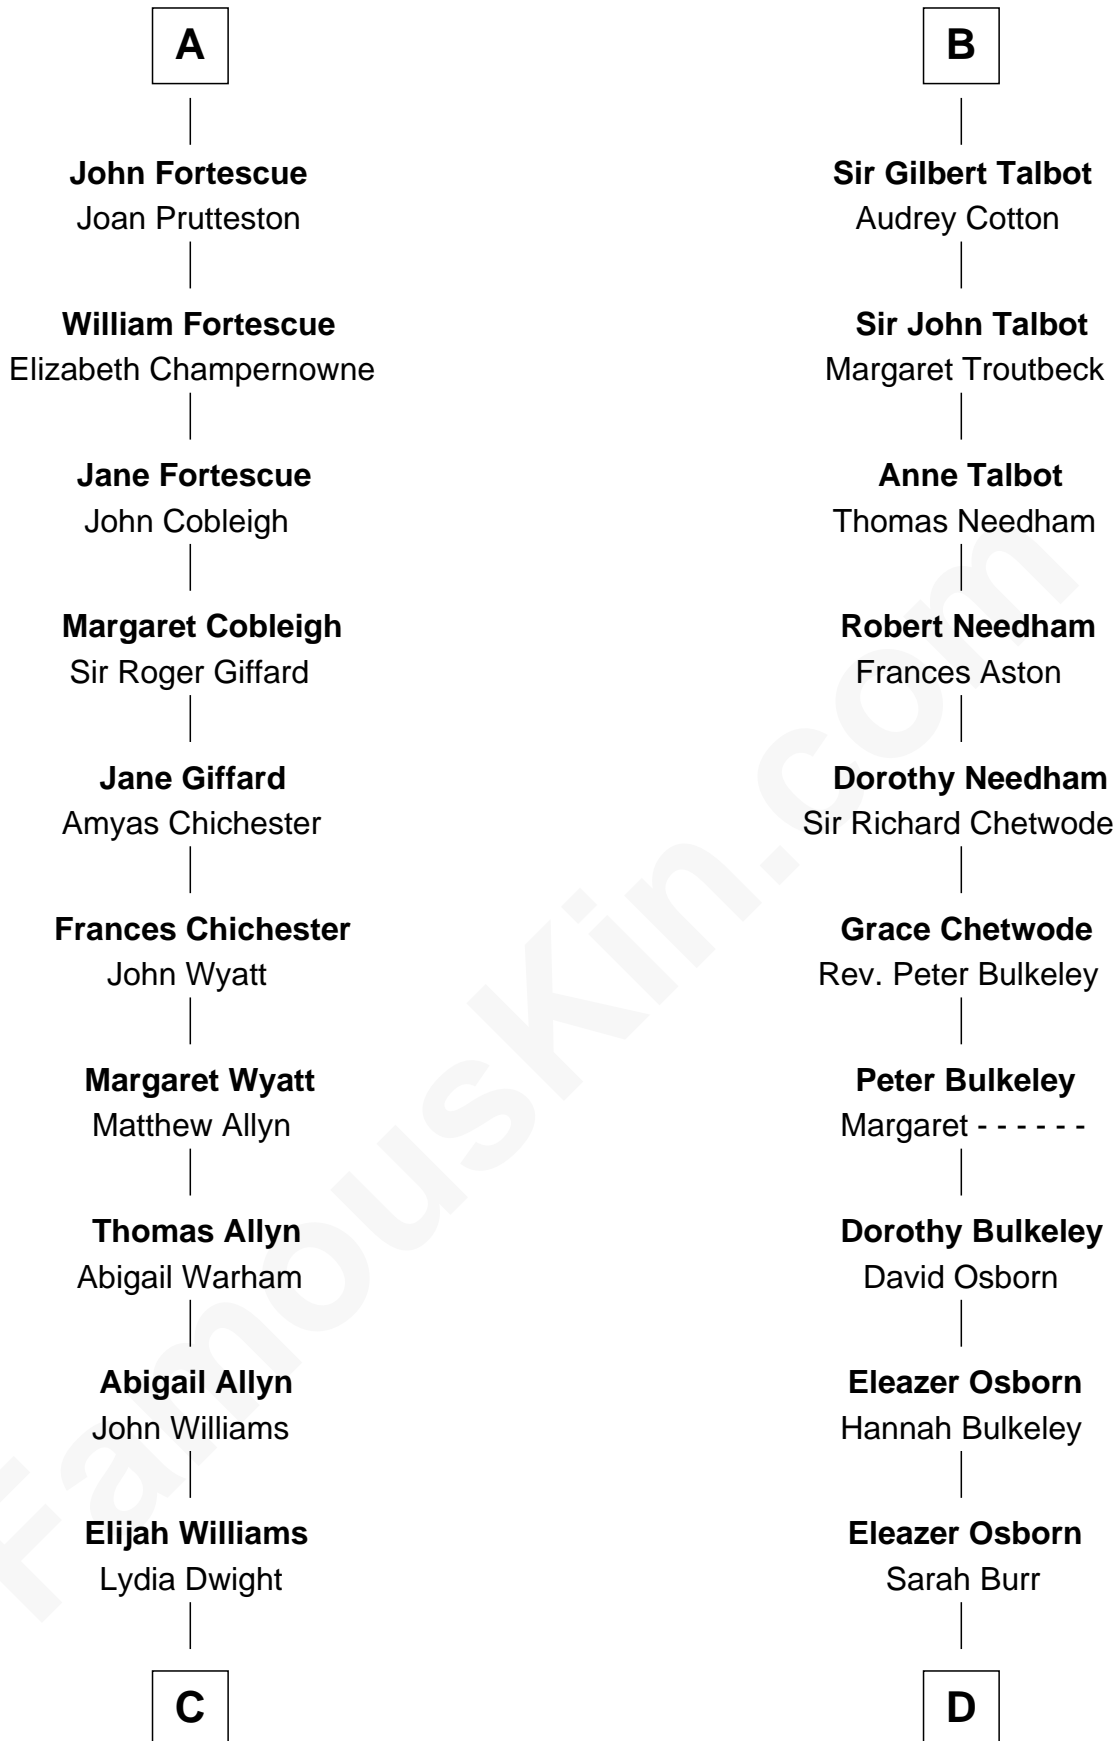 A
John Fortescue
Joan Prutteston
William Fortescue
Elizabeth Champernowne
Jane Fortescue
John Cobleigh
Margaret Cobleigh
Sir Roger Giffard
Jane Giffard
Amyas Chichester
Frances Chichester
John Wyatt
Margaret Wyatt
Matthew Allyn
Thomas Allyn
Abigail Warham
Abigail Allyn
John Williams
Elijah Williams
Lydia Dwight
C
B
Sir Gilbert Talbot
Audrey Cotton
Sir John Talbot
Margaret Troutbeck
Anne Talbot
Thomas Needham
Robert Needham
Frances Aston
Dorothy Needham
Sir Richard Chetwode
Grace Chetwode
Rev. Peter Bulkeley
Peter Bulkeley
Margaret - - - - - -
Dorothy Bulkeley
David Osborn
Eleazer Osborn
Hannah Bulkeley
Eleazer Osborn
Sarah Burr
D
FamousKin.com